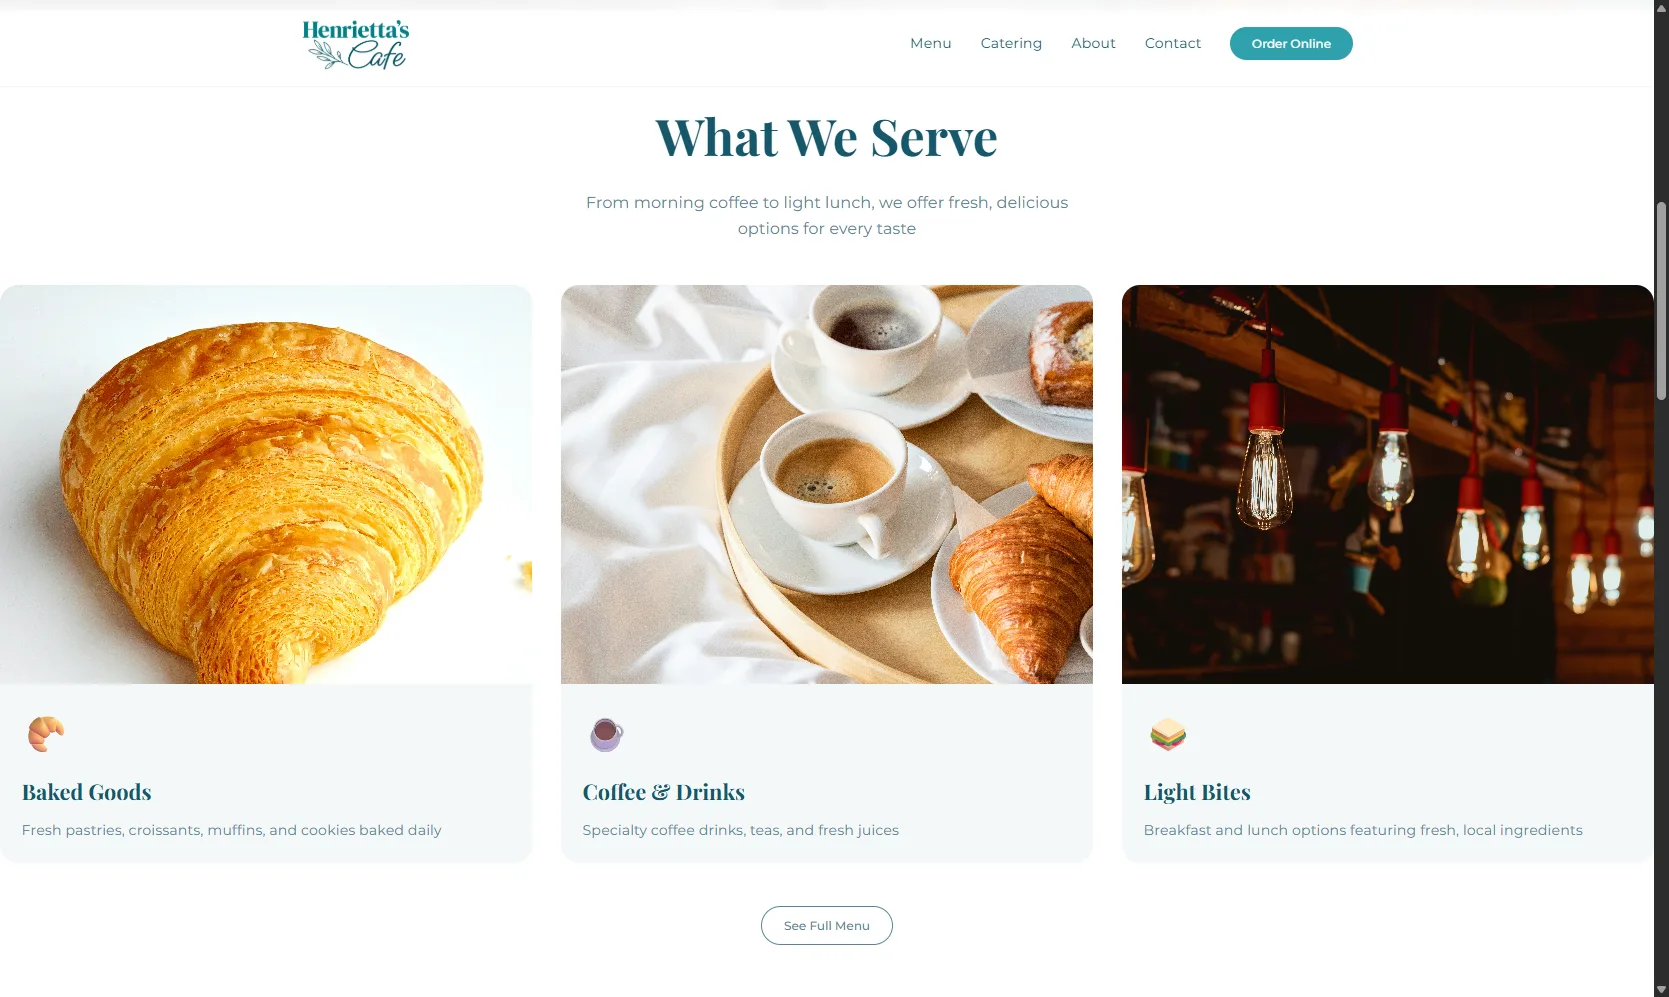 Henrietta's
Cafe
Menu
Catering
About
Contact
Order Online
What We Serve
From morning coffee to light lunch, we offer fresh, delicious
options for every taste
Baked Goods
Fresh pastries, croissants, muffins, and cookies baked daily
Coffee & Drinks
Specialty coffee drinks, teas, and fresh juices
Light Bites
Breakfast and lunch options featuring fresh, local ingredients
See Full Menu